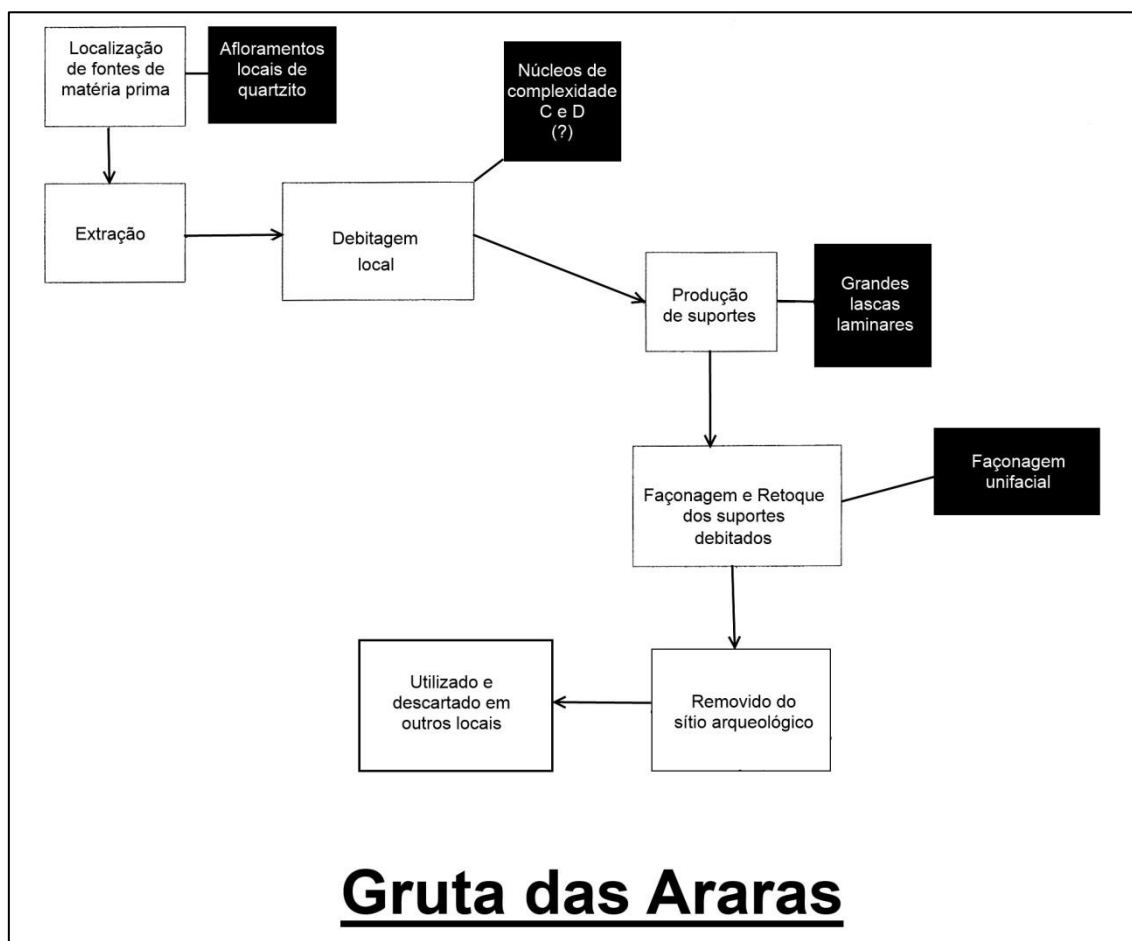 Localização
de fontes de
matéria prima
Afloramentos
locais de
quartzito
Núcleos de
complexidade
C e D
(?)
Extração
Debitagem
local
Produção
de suportes
Grandes
lascas
laminares
Façonagem e Retoque
dos suportes
debitados
Façonagem
unifacial
Removido do
sítio arqueológico
Utilizado e
descartado em
outros locais
Gruta das Araras